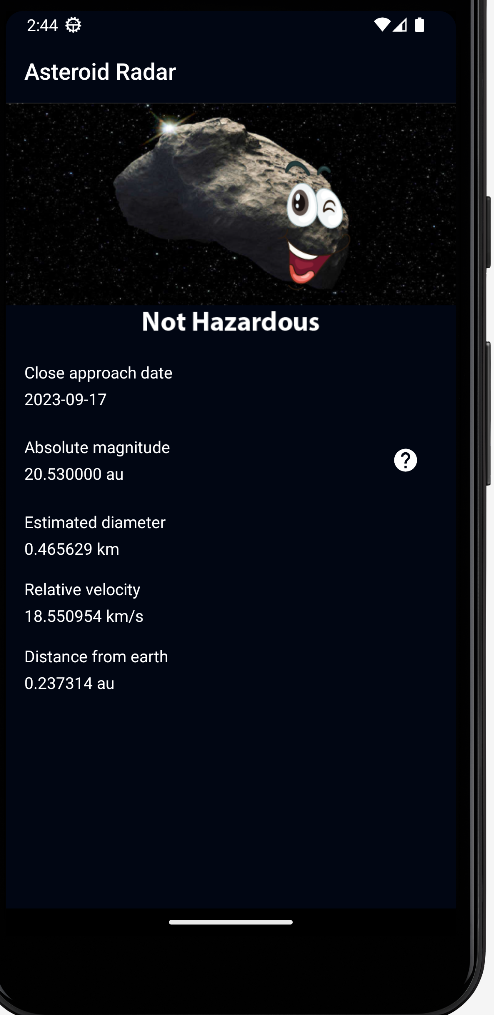 2:44
Asteroid Radar
Not Hazardous
Close approach date
2023-09-17
Absolute magnitude
20.530000 au
?
Estimated diameter
0.465629 km
Relative velocity
18.550954 km/s
Distance from earth
0.237314 au